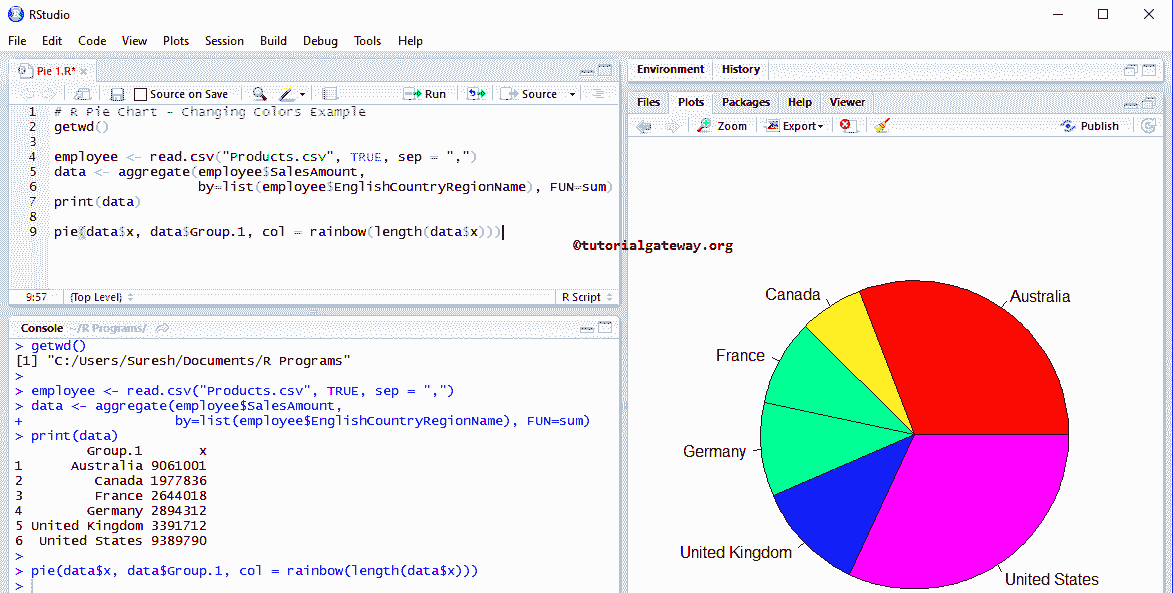 RStudio
File Edit Code View Plots Session Build Debug Tools Help
Pie 1.R*
Source on Save Run Source
1 # R Pie Chart - Changing Colors Example
2 getwd()
3
4 employee <- read.csv("Products.csv", TRUE, sep = ",")
5 data <- aggregate(employee$SalesAmount,
6 by=list(employee$EnglishCountryRegionName), FUN=sum)
7 print(data)
8
9 pie(data$x, data$Group.1, col = rainbow(length(data$x)))
9:57 (Top Level) R Script
Console ~/R Programs/
> getwd()
[1] "C:/Users/Suresh/Documents/R Programs"
>
> employee <- read.csv("Products.csv", TRUE, sep = ",")
> data <- aggregate(employee$SalesAmount,
+ by=list(employee$EnglishCountryRegionName), FUN=sum)
> print(data)
Group.1 x
1 Australia 9061001
2 Canada 1977836
3 France 2644018
4 Germany 2894312
5 United Kingdom 3391712
6 United States 9389790
>
> pie(data$x, data$Group.1, col = rainbow(length(data$x)))
>
Environment History
Files Plots Packages Help Viewer
Zoom Export Publish
©tutorialgateway.org
Canada
Australia
France
Germany
United Kingdom
United States